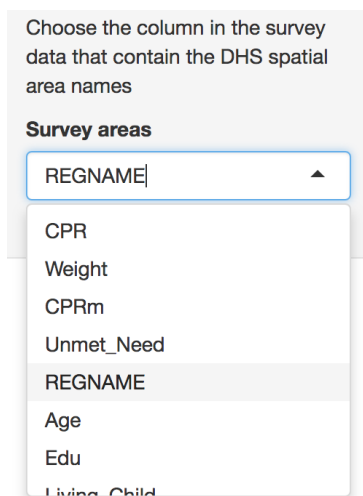 Choose the column in the survey
data that contain the DHS spatial
area names
Survey areas
REGNAME
CPR
Weight
CPRm
Unmet_Need
REGNAME
Age
Edu
Living_Child